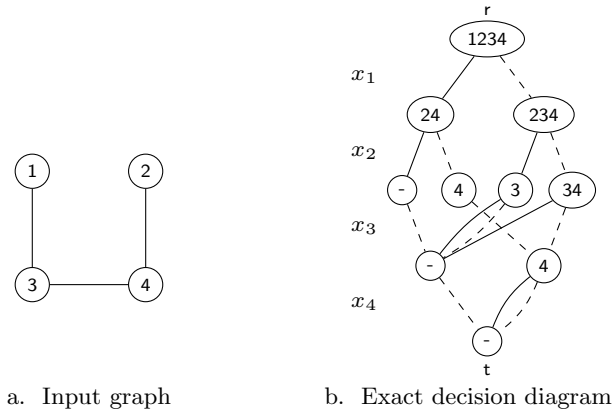 r
1234
x1
24
234
x2
1
2
-
4
3
34
x3
3
4
-
4
x4
-
t
a. Input graph
b. Exact decision diagram